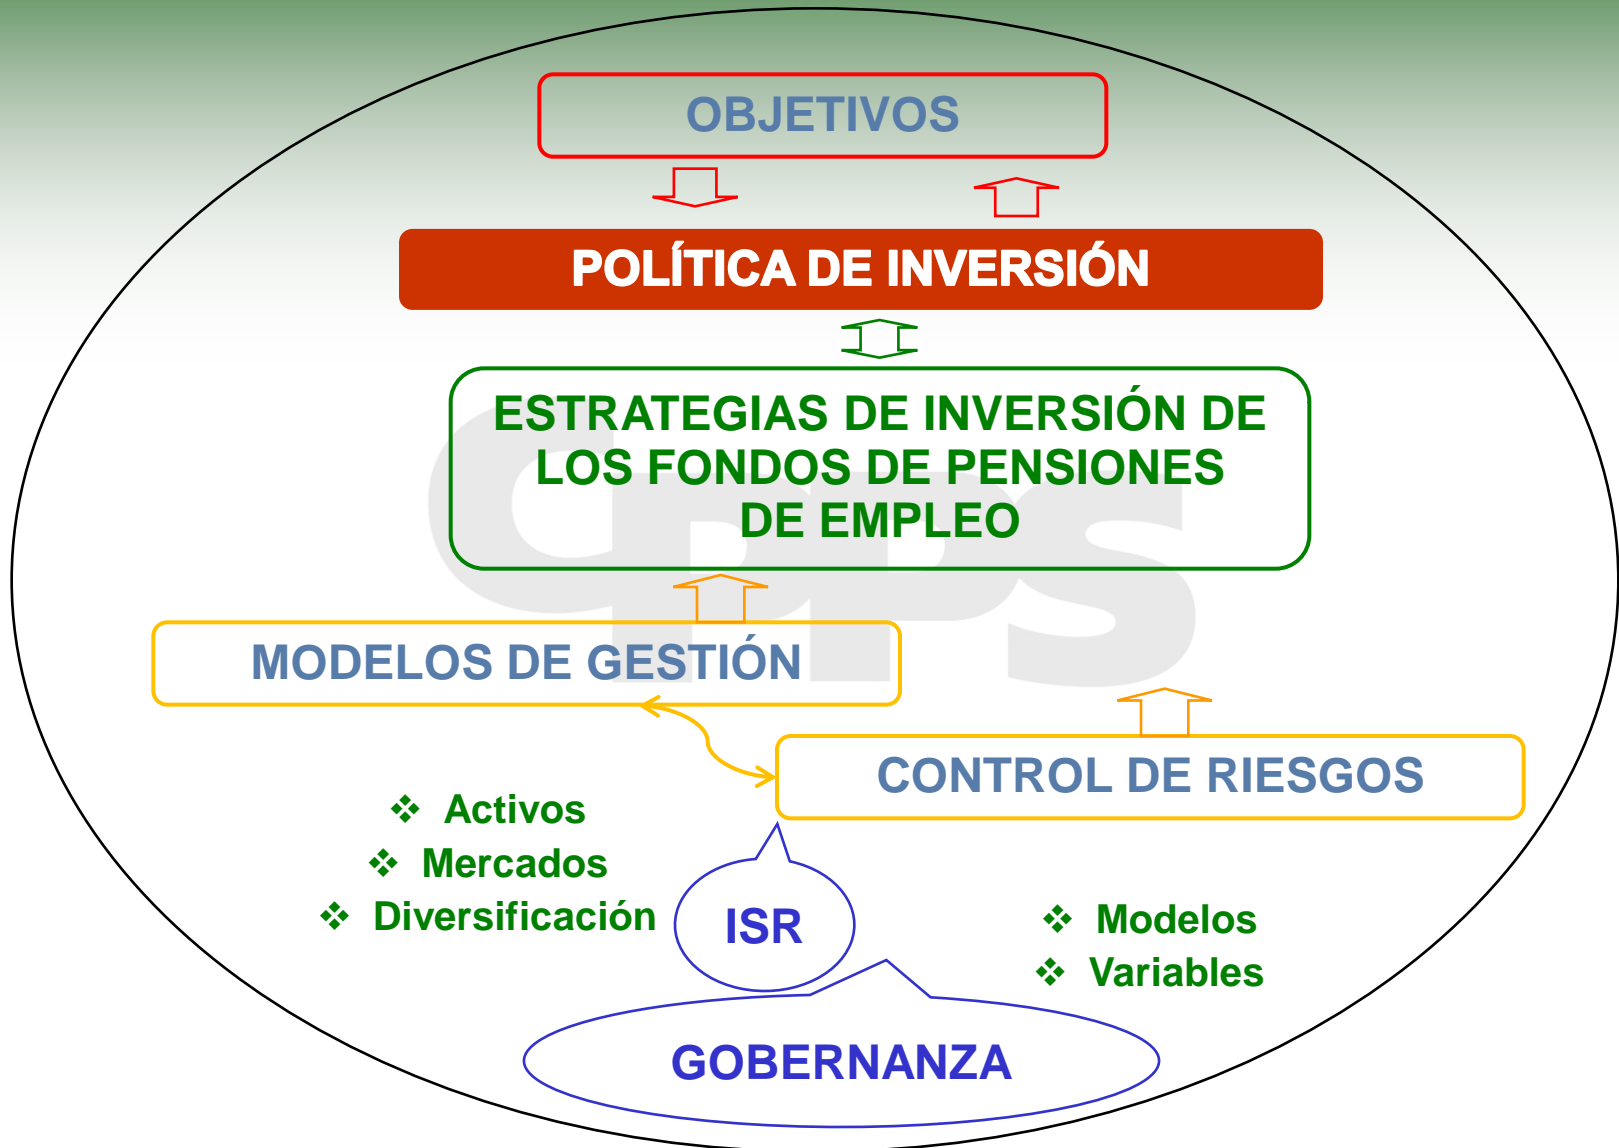 OBJETIVOS
POLÍTICA DE INVERSIÓN
ESTRATEGIAS DE INVERSIÓN DE
LOS FONDOS DE PENSIONES
DE EMPLEO
cpps
MODELOS DE GESTIÓN
CONTROL DE RIESGOS
❖ Activos
❖ Mercados
❖ Diversificación
ISR
❖ Modelos
❖ Variables
GOBERNANZA